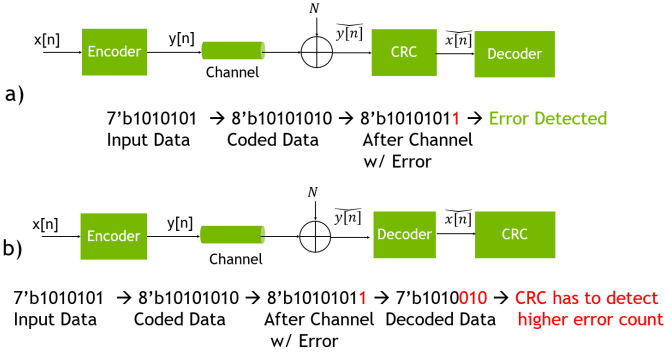 N
x[n] Encoder y[n] Channel y[n] CRC x[n] Decoder
a)
7’b1010101 → 8’b10101010 → 8’b10101011 → Error Detected
Input Data Coded Data After Channel
w/ Error
N
x[n] Encoder y[n] Channel y[n] Decoder x[n] CRC
b)
7’b1010101 → 8’b10101010 → 8’b10101011 → 7’b1010010 → CRC has to detect
Input Data Coded Data After Channel Decoded Data higher error count
w/ Error